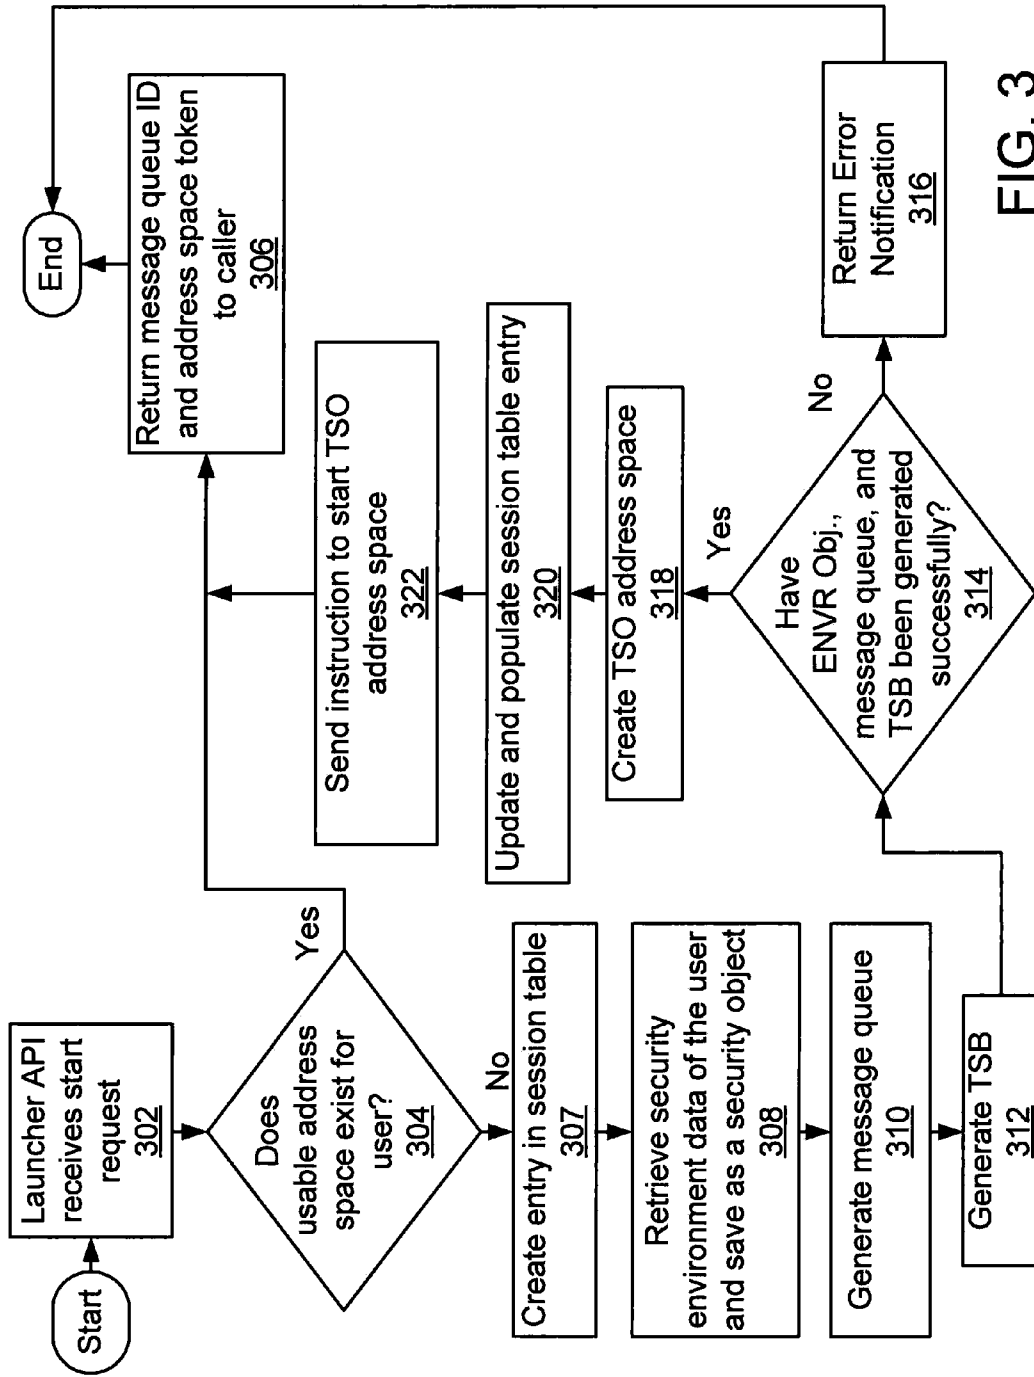 Start
Launcher API
receives start
request
302
Does
usable address
space exist for
user?
304
Yes
No
Create entry in session table
307
Retrieve security
environment data of the user
and save as a security object
308
Generate message queue
310
Generate TSB
312
Have
ENVR Obj.,
message queue, and
TSB been generated
successfully?
314
Yes
No
Return Error
Notification
316
Create TSO address space
318
Update and populate session table entry
320
Send instruction to start TSO
address space
322
Return message queue ID
and address space token
to caller
306
End
FIG. 3